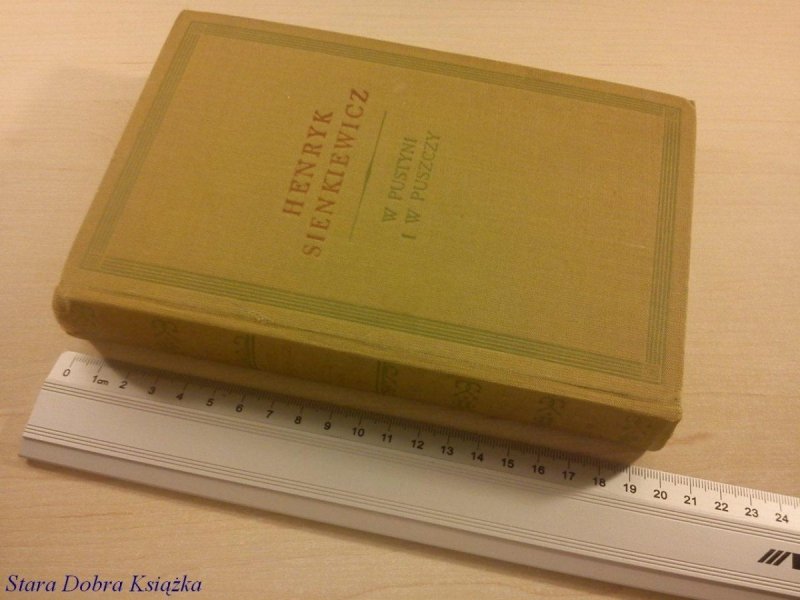 HENRYK
SIENKIEWICZ
W PUSTYNI
I W PUSZCZY
0 1cm 2 3 4 5 6 7 8 9 10 11 12 13 14 15 16 17 18 19 20 21 22 23 24
Stara Dobra Książka